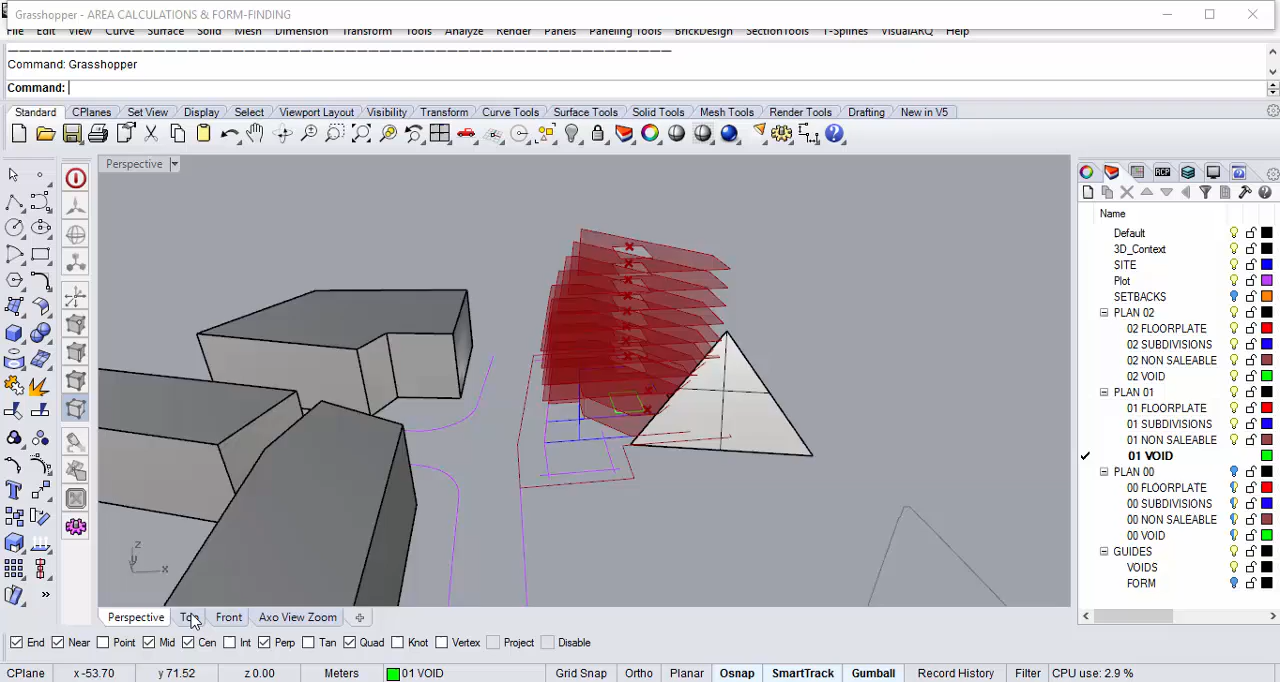 Grasshopper - AREA CALCULATIONS & FORM-FINDING
File Edit View Curve Surface Solid Mesh Dimension Transform Tools Analyze Render Panels Paneling Tools BrickDesign SectionTools T-Splines VisualARQ Help
Command: Grasshopper
Command:
Standard CPlanes Set View Display Select Viewport Layout Visibility Transform Curve Tools Surface Tools Solid Tools Mesh Tools Render Tools Drafting New in V5
Perspective
Name
Default
3D_Context
SITE
Plot
SETBACKS
PLAN 02
02 FLOORPLATE
02 SUBDIVISIONS
02 NON SALEABLE
02 VOID
PLAN 01
01 FLOORPLATE
01 SUBDIVISIONS
01 NON SALEABLE
01 VOID
PLAN 00
00 FLOORPLATE
00 SUBDIVISIONS
00 NON SALEABLE
00 VOID
GUIDES
VOIDS
FORM
z
y
x
Perspective Top Front Axo View Zoom
End Near Point Mid Cen Int Perp Tan Quad Knot Vertex Project Disable
CPlane x -53.70 y 71.52 z 0.00 Meters 01 VOID Grid Snap Ortho Planar Osnap SmartTrack Gumball Record History Filter CPU use: 2.9 %